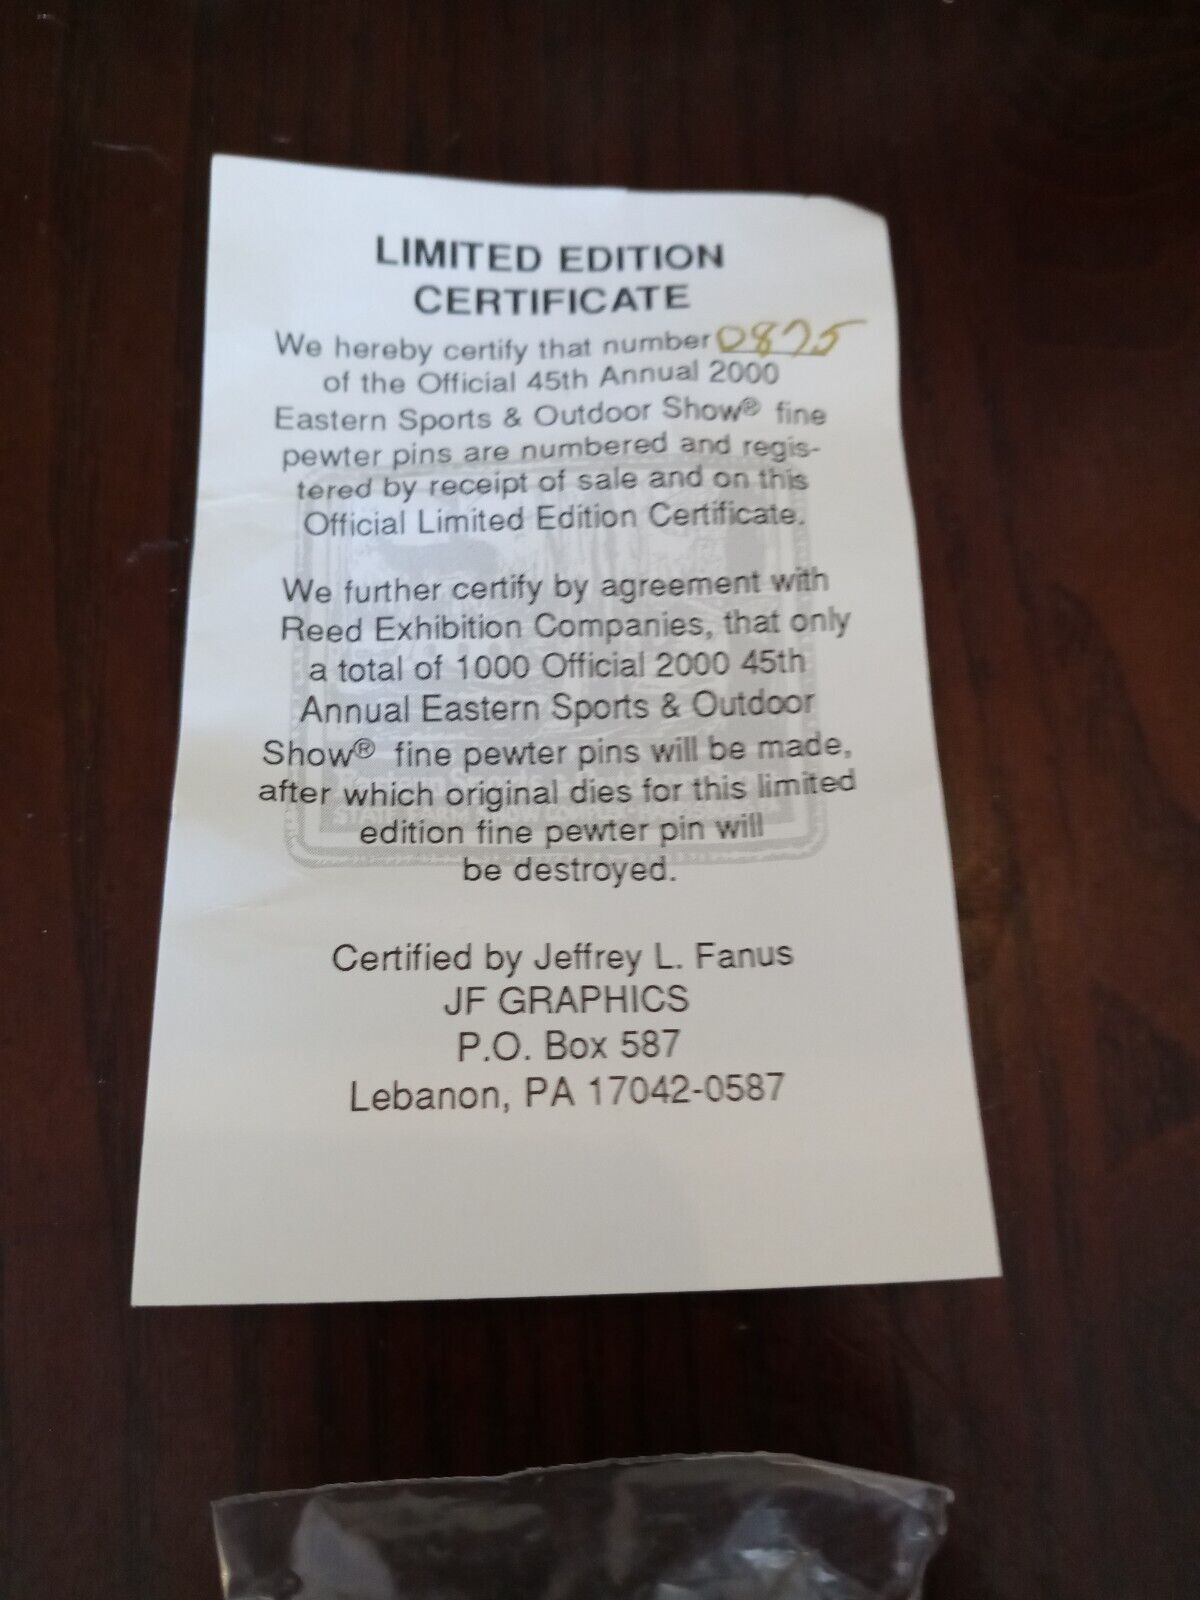 LIMITED EDITION
CERTIFICATE
We hereby certify that number 0875
of the Official 45th Annual 2000
Eastern Sports & Outdoor Show® fine
pewter pins are numbered and regis-
tered by receipt of sale and on this
Official Limited Edition Certificate.
We further certify by agreement with
Reed Exhibition Companies, that only
a total of 1000 Official 2000 45th
Annual Eastern Sports & Outdoor
Show® fine pewter pins will be made,
after which original dies for this limited
edition fine pewter pin will
be destroyed.
Certified by Jeffrey L. Fanus
JF GRAPHICS
P.O. Box 587
Lebanon, PA 17042-0587